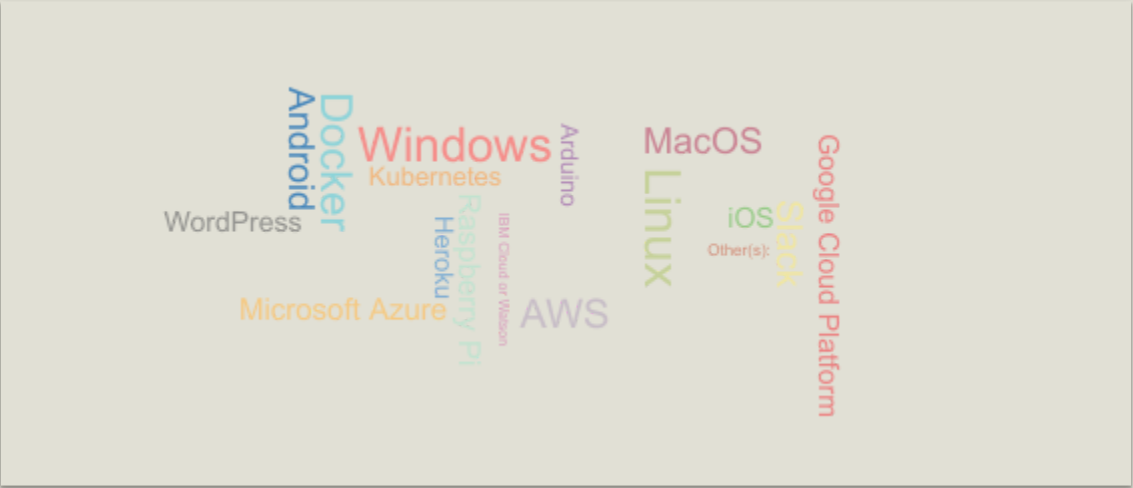 Android
Docker
Windows
Arduino
MacOS
Google Cloud Platform
Kubernetes
Linux
WordPress
Heroku
Raspberry Pi
IBM Cloud or Watson
iOS
Slack
Other(s):
Microsoft Azure
AWS